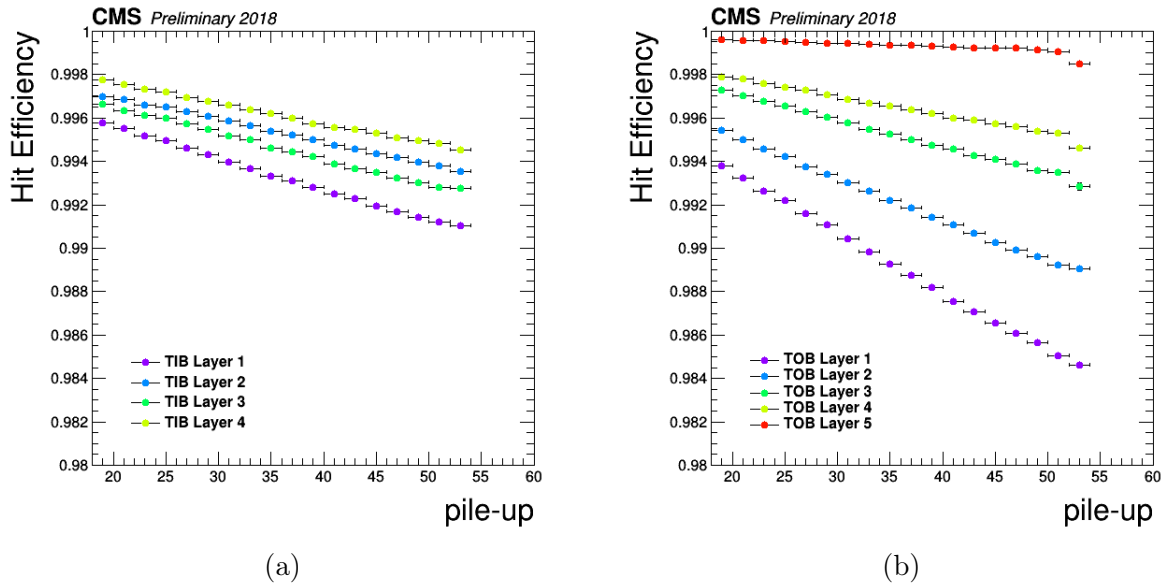 CMS Preliminary 2018
Hit Efficiency
1
0.998
0.996
0.994
0.992
0.99
0.988
0.986
0.984
0.982
0.98
TIB Layer 1
TIB Layer 2
TIB Layer 3
TIB Layer 4
20 25 30 35 40 45 50 55 60
pile-up
(a)
CMS Preliminary 2018
Hit Efficiency
1
0.998
0.996
0.994
0.992
0.99
0.988
0.986
0.984
0.982
0.98
TOB Layer 1
TOB Layer 2
TOB Layer 3
TOB Layer 4
TOB Layer 5
20 25 30 35 40 45 50 55 60
pile-up
(b)